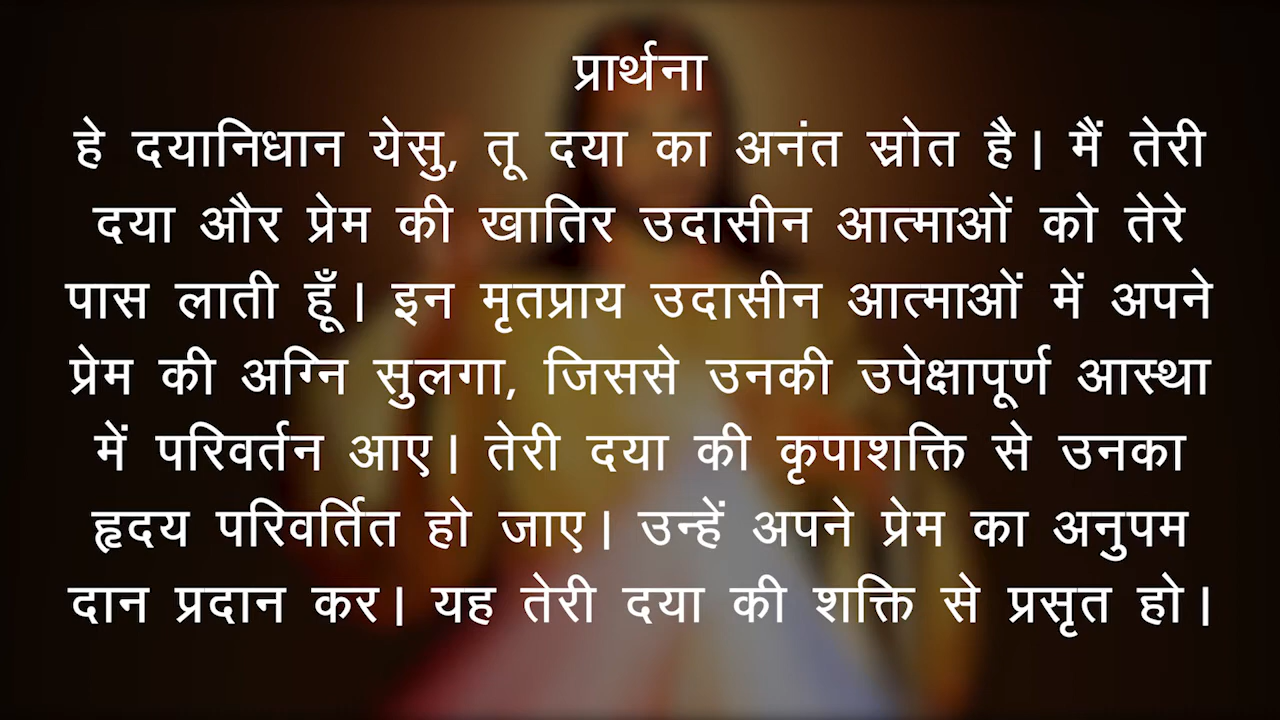 प्रार्थना
हे दयानिधान येसु, तू दया का अनंत स्रोत है। मैं तेरी
दया और प्रेम की खातिर उदासीन आत्माओं को तेरे
पास लाती हूँ। इन मृतप्राय उदासीन आत्माओं में अपने
प्रेम की अग्नि सुलगा, जिससे उनकी उपेक्षापूर्ण आस्था
में परिवर्तन आए। तेरी दया की कृपाशक्ति से उनका
हृदय परिवर्तित हो जाए। उन्हें अपने प्रेम का अनुपम
दान प्रदान कर। यह तेरी दया की शक्ति से प्रसृत हो।